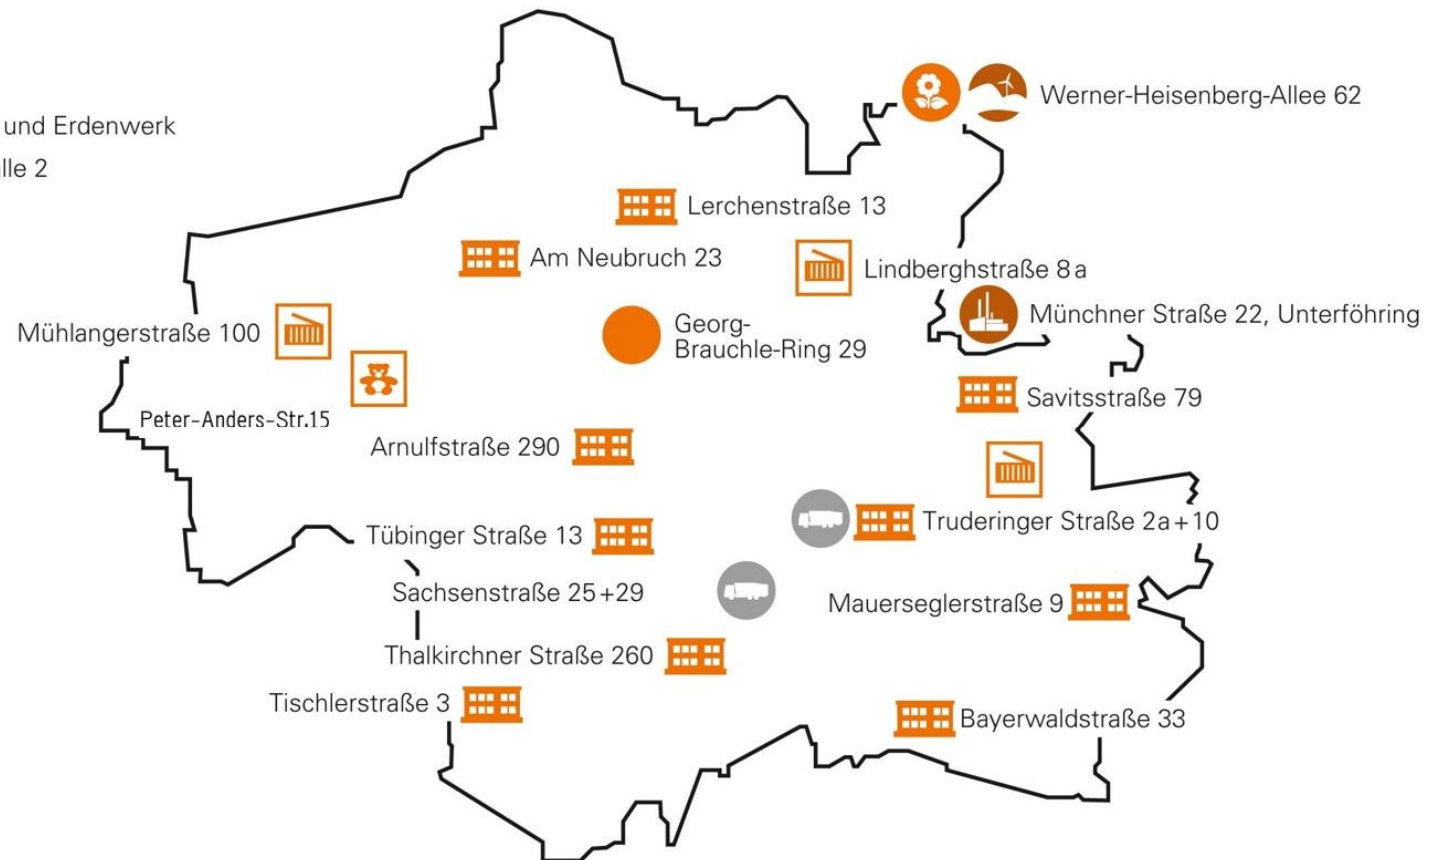 Werner-Heisenberg-Allee 62
und Erdenwerk
lle 2
Lerchenstraße 13
Am Neubruch 23
Lindberghstraße 8a
Münchner Straße 22, Unterföhring
Mühlangerstraße 100
Georg-
Brauchle-Ring 29
Savitsstraße 79
Peter-Anders-Str.15
Arnulfstraße 290
Truderinger Straße 2a+10
Tübinger Straße 13
Sachsenstraße 25+29
Mauerseglerstraße 9
Thalkirchner Straße 260
Tischlerstraße 3
Bayerwaldstraße 33